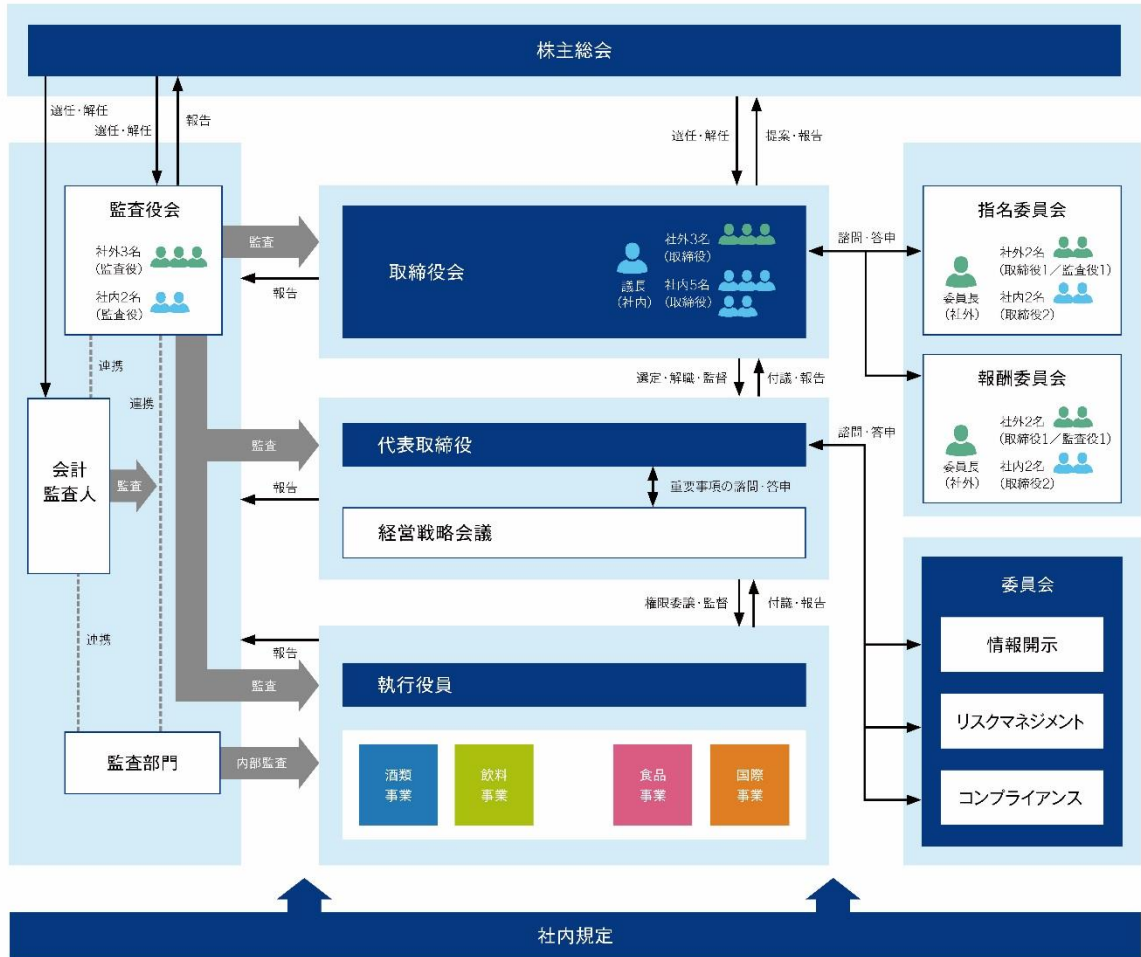 株主総会
選任・解任
選任・解任
報告
選任・解任
提案・報告
監査役会
社外3名
(監査役)
社内2名
(監査役)
監査
報告
取締役会
議長
(社内)
社外3名
(取締役)
社内5名
(取締役)
諮問・答申
指名委員会
委員長
(社外)
社外2名
(取締役1／監査役1)
社内2名
(取締役2)
報酬委員会
委員長
(社外)
社外2名
(取締役1／監査役1)
社内2名
(取締役2)
連携
連携
選定・解職・監督
付議・報告
会計
監査人
監査
監査
報告
代表取締役
諮問・答申
重要事項の諮問・答申
経営戦略会議
権限委譲・監督
付議・報告
連携
報告
監査
執行役員
委員会
情報開示
リスクマネジメント
コンプライアンス
監査部門
内部監査
酒類
事業
飲料
事業
食品
事業
国際
事業
社内規定